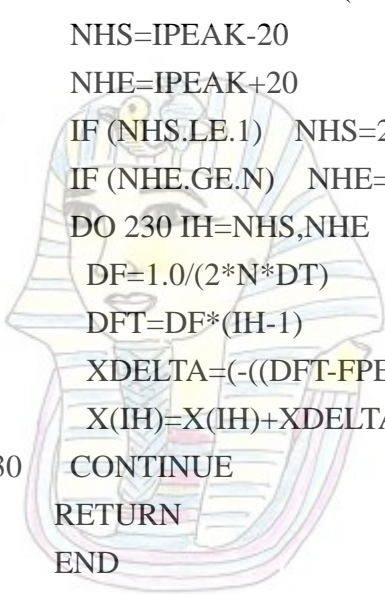 NHS=IPEAK-20
NHE=IPEAK+20
IF (NHS.LE.1) NHS=2
IF (NHE.GE.N) NHE=
DO 230 IH=NHS,NHE
DF=1.0/(2*N*DT)
DFT=DF*(IH-1)
XDELTA=(-((DFT-FPE
X(IH)=X(IH)+XDELTA
30 CONTINUE
RETURN
END